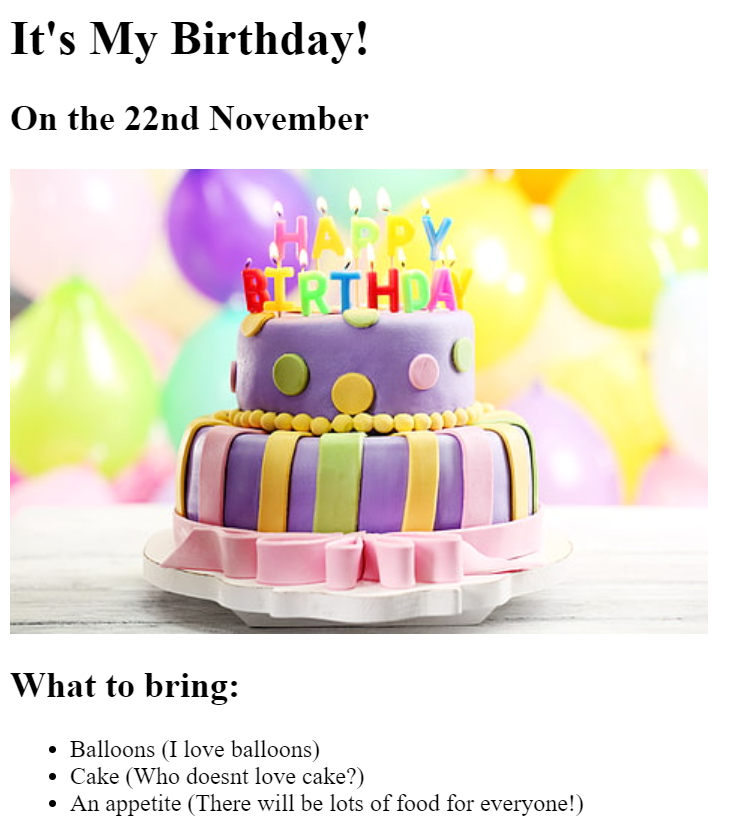 It's My Birthday!
On the 22nd November
HAPPY
BIRTHDAY
What to bring:
Balloons (I love balloons)
Cake (Who doesnt love cake?)
An appetite (There will be lots of food for everyone!)